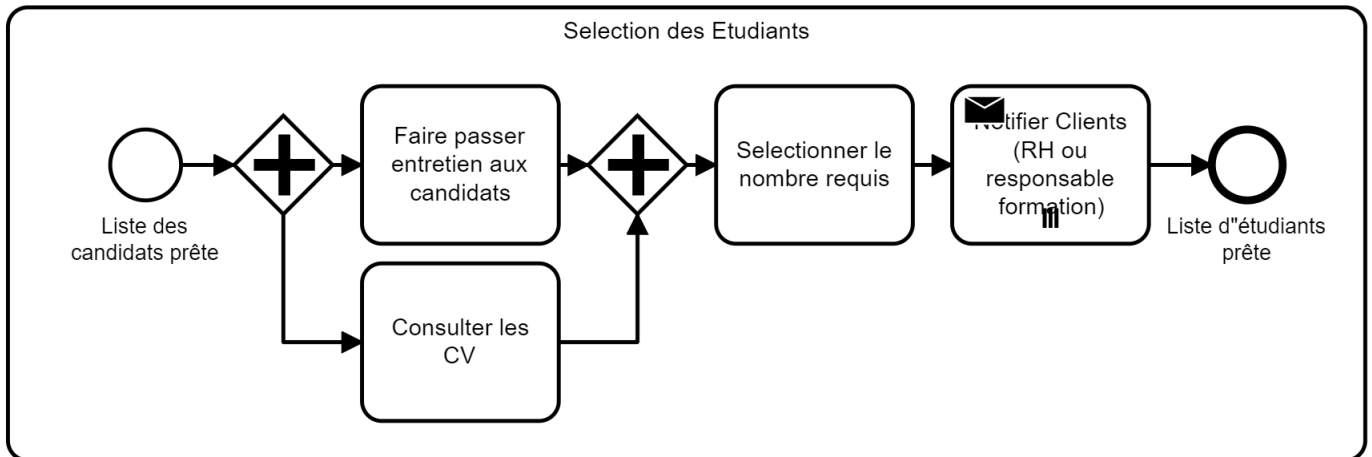 Selection des Etudiants
Faire passer
entretien aux
candidats
Selectionner le
nombre requis
Notifier Clients
(RH ou
responsable
formation)
Liste des
candidats prête
Liste d"étudiants
prête
Consulter les
CV